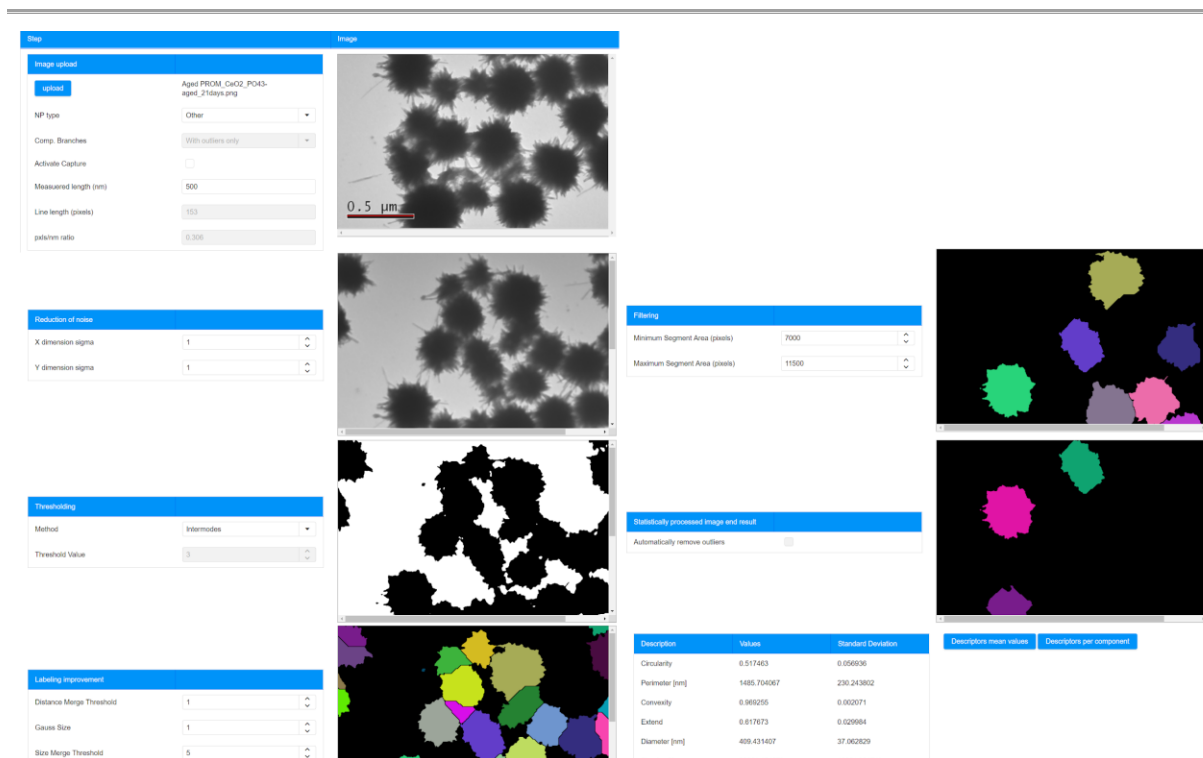 Step Image
Image upload
upload Aged PROM_CeO2_PO43-
aged_21days.png
NP type Other
Comp. Branches With outliers only
Activate Capture
Measuered length (nm) 500
Line length (pixels) 153
pxls/nm ratio 0.306
0.5 µm
Reduction of noise
X dimension sigma 1
Y dimension sigma 1
Thresholding
Method Intermodes
Threshold Value 3
Labeling improvement
Distance Merge Threshold 1
Gauss Size 1
Size Merge Threshold 5
Filtering
Minimum Segment Area (pixels) 7000
Maximum Segment Area (pixels) 11500
Statistically processed image end result
Automatically remove outliers
Description Values Standard Deviation
Circularity 0.517463 0.056936
Perimeter [nm] 1485.704067 230.243802
Convexity 0.969255 0.002071
Extend 0.617673 0.029984
Diameter [nm] 409.431407 37.062829
Descriptors mean values Descriptors per component